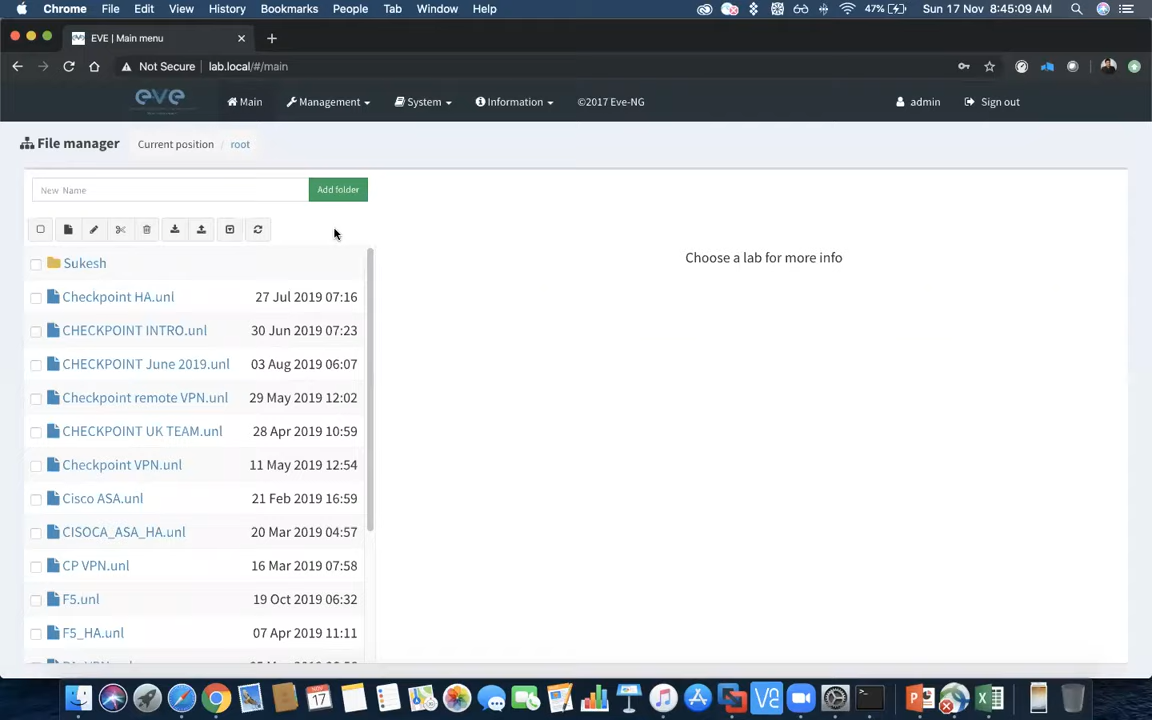 Chrome File Edit View History Bookmarks People Tab Window Help 47% Sun 17 Nov 8:45:09 AM
EVE | Main menu
Not Secure lab.local/#/main
eve Main Management System Information ©2017 Eve-NG admin Sign out
File manager Current position / root
New Name Add folder
Sukesh
Choose a lab for more info
Checkpoint HA.unl 27 Jul 2019 07:16
CHECKPOINT INTRO.unl 30 Jun 2019 07:23
CHECKPOINT June 2019.unl 03 Aug 2019 06:07
Checkpoint remote VPN.unl 29 May 2019 12:02
CHECKPOINT UK TEAM.unl 28 Apr 2019 10:59
Checkpoint VPN.unl 11 May 2019 12:54
Cisco ASA.unl 21 Feb 2019 16:59
CISOCA_ASA_HA.unl 20 Mar 2019 04:57
CP VPN.unl 16 Mar 2019 07:58
F5.unl 19 Oct 2019 06:32
F5_HA.unl 07 Apr 2019 11:11
NOV
17